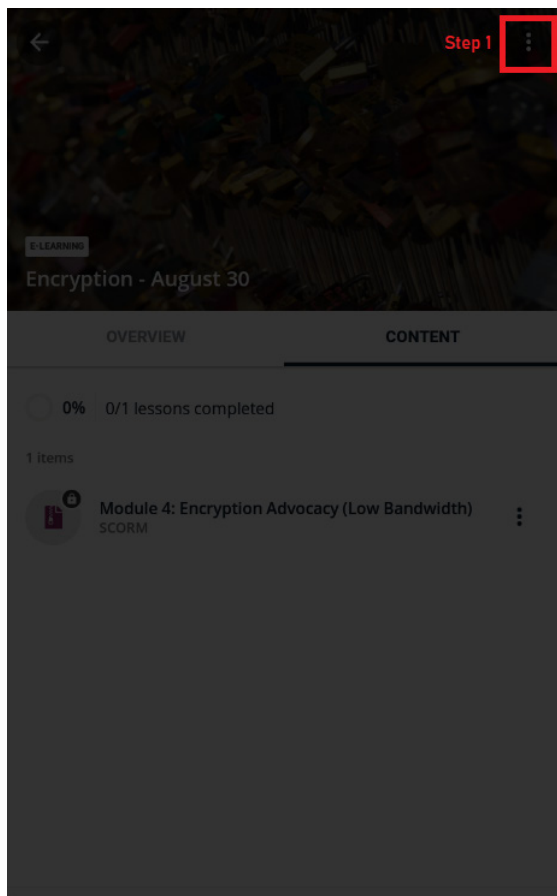 Step 1
E-LEARNING
Encryption - August 30
OVERVIEW CONTENT
0% 0/1 lessons completed
1 items
Module 4: Encryption Advocacy (Low Bandwidth)
SCORM